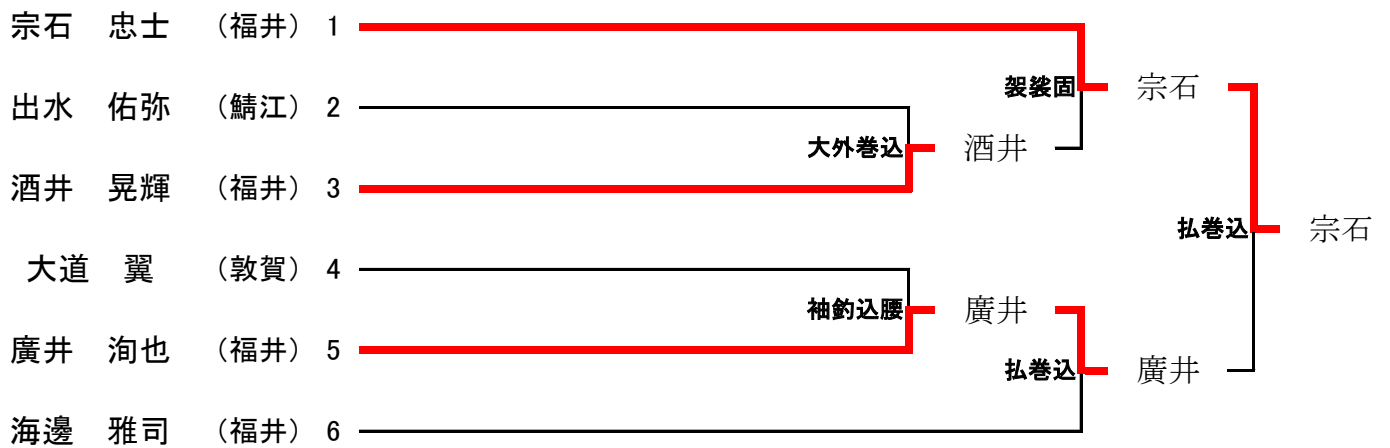 宗石　忠士　（福井） 1
袈裟固　宗石
出水　佑弥　（鯖江） 2
大外巻込　酒井
酒井　晃輝　（福井） 3
払巻込　宗石
大道　翼　（敦賀） 4
袖釣込腰　廣井
廣井　洵也　（福井） 5
払巻込　廣井
海邊　雅司　（福井） 6